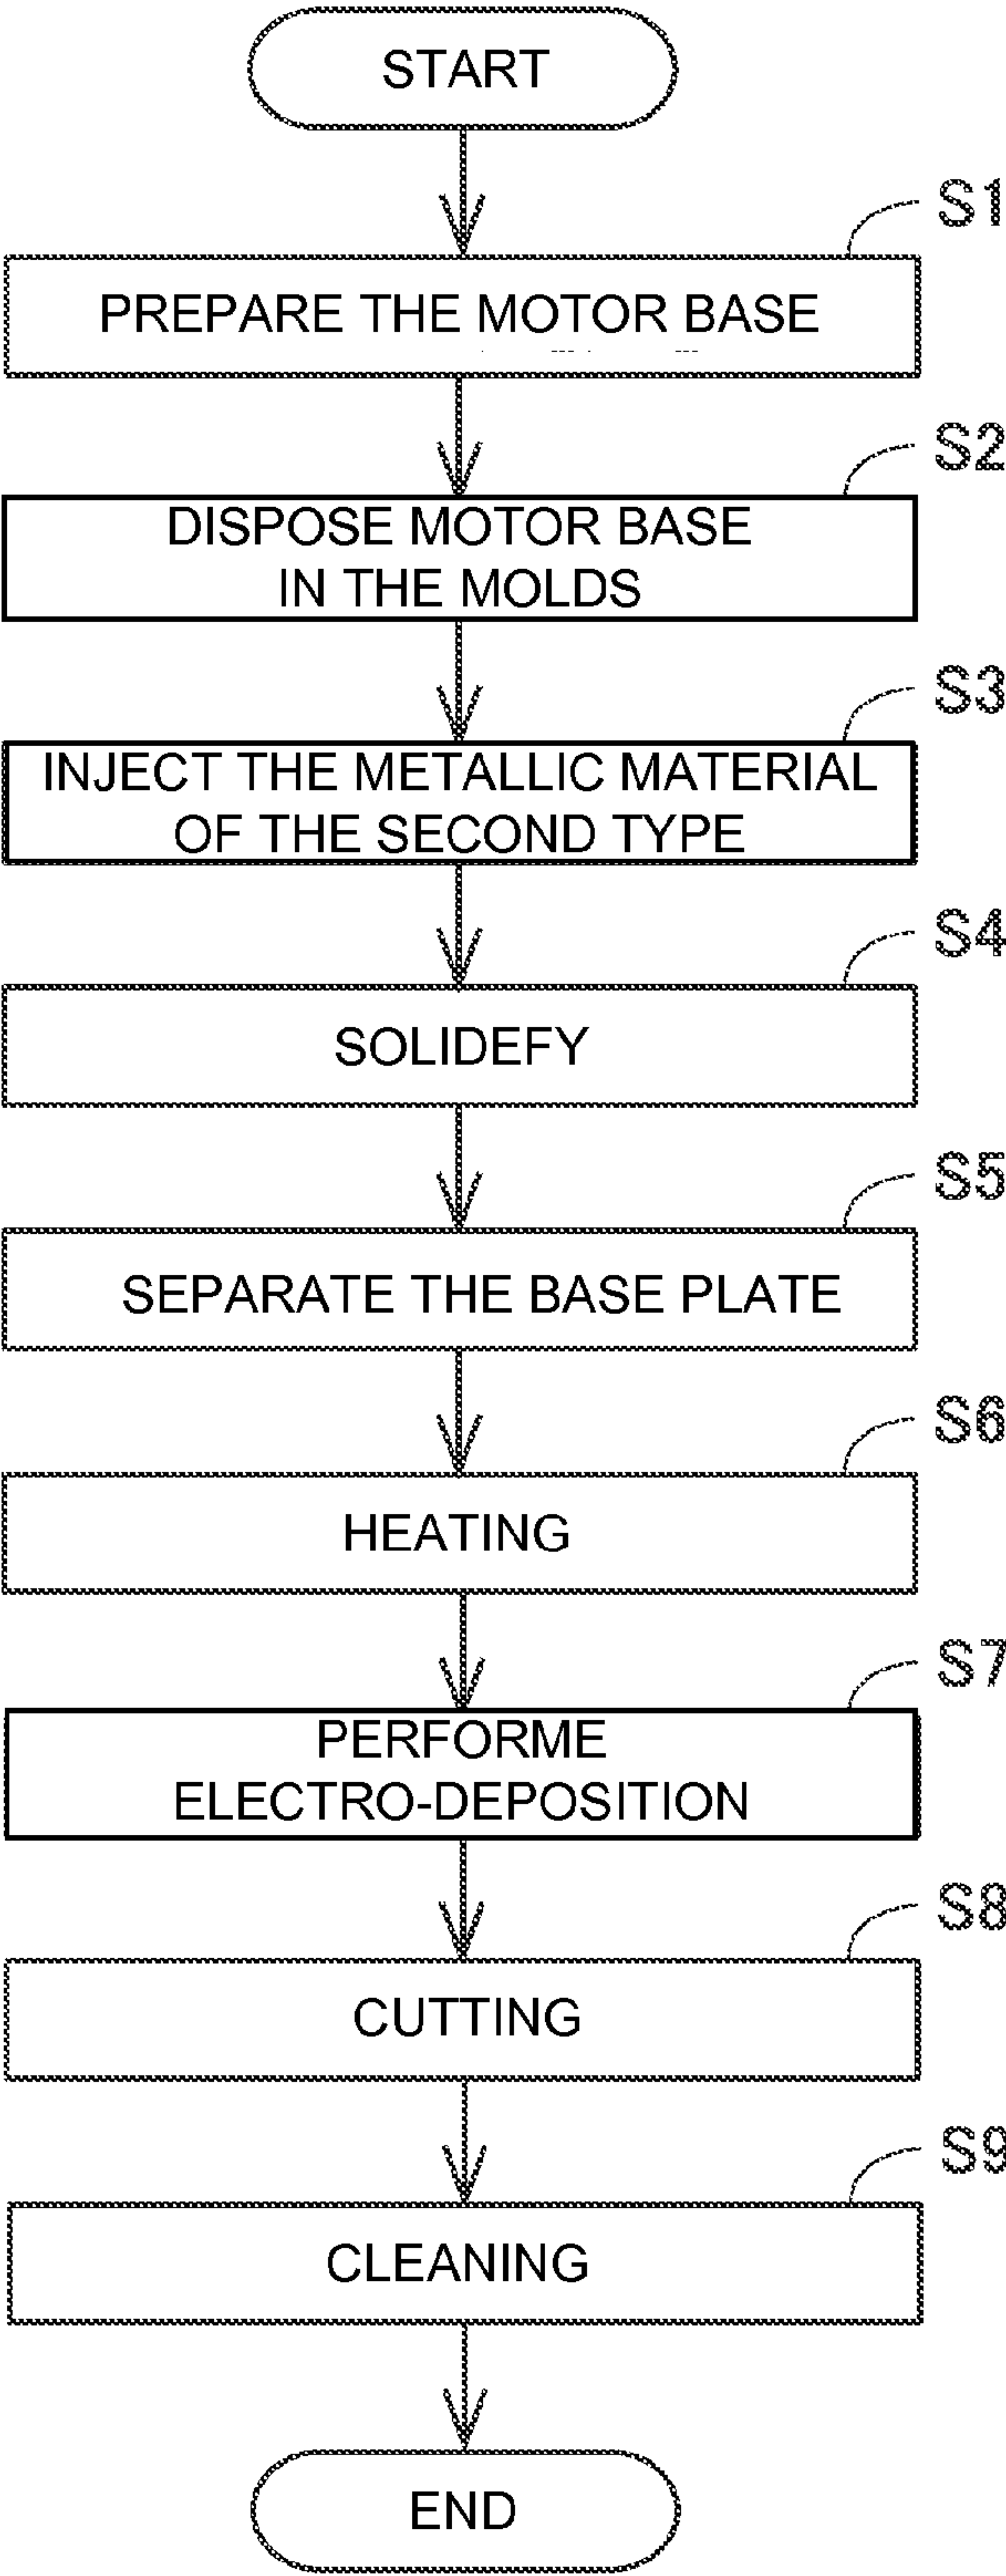 START
S1
PREPARE THE MOTOR BASE
S2
DISPOSE MOTOR BASE
IN THE MOLDS
S3
INJECT THE METALLIC MATERIAL
OF THE SECOND TYPE
S4
SOLIDEFY
S5
SEPARATE THE BASE PLATE
S6
HEATING
S7
PERFORME
ELECTRO-DEPOSITION
S8
CUTTING
S9
CLEANING
END